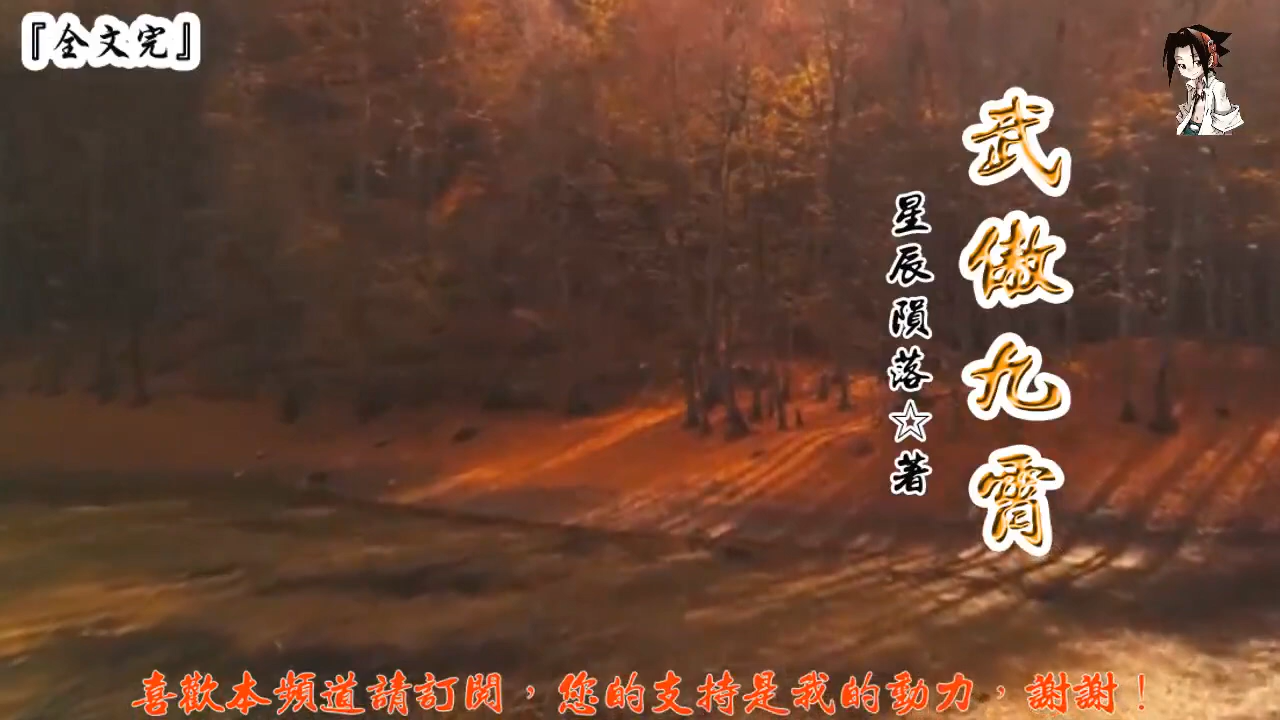 『全文完』
武傲九霄
星辰隕落☆著
喜歡本頻道請訂閱，您的支持是我的動力，謝謝！